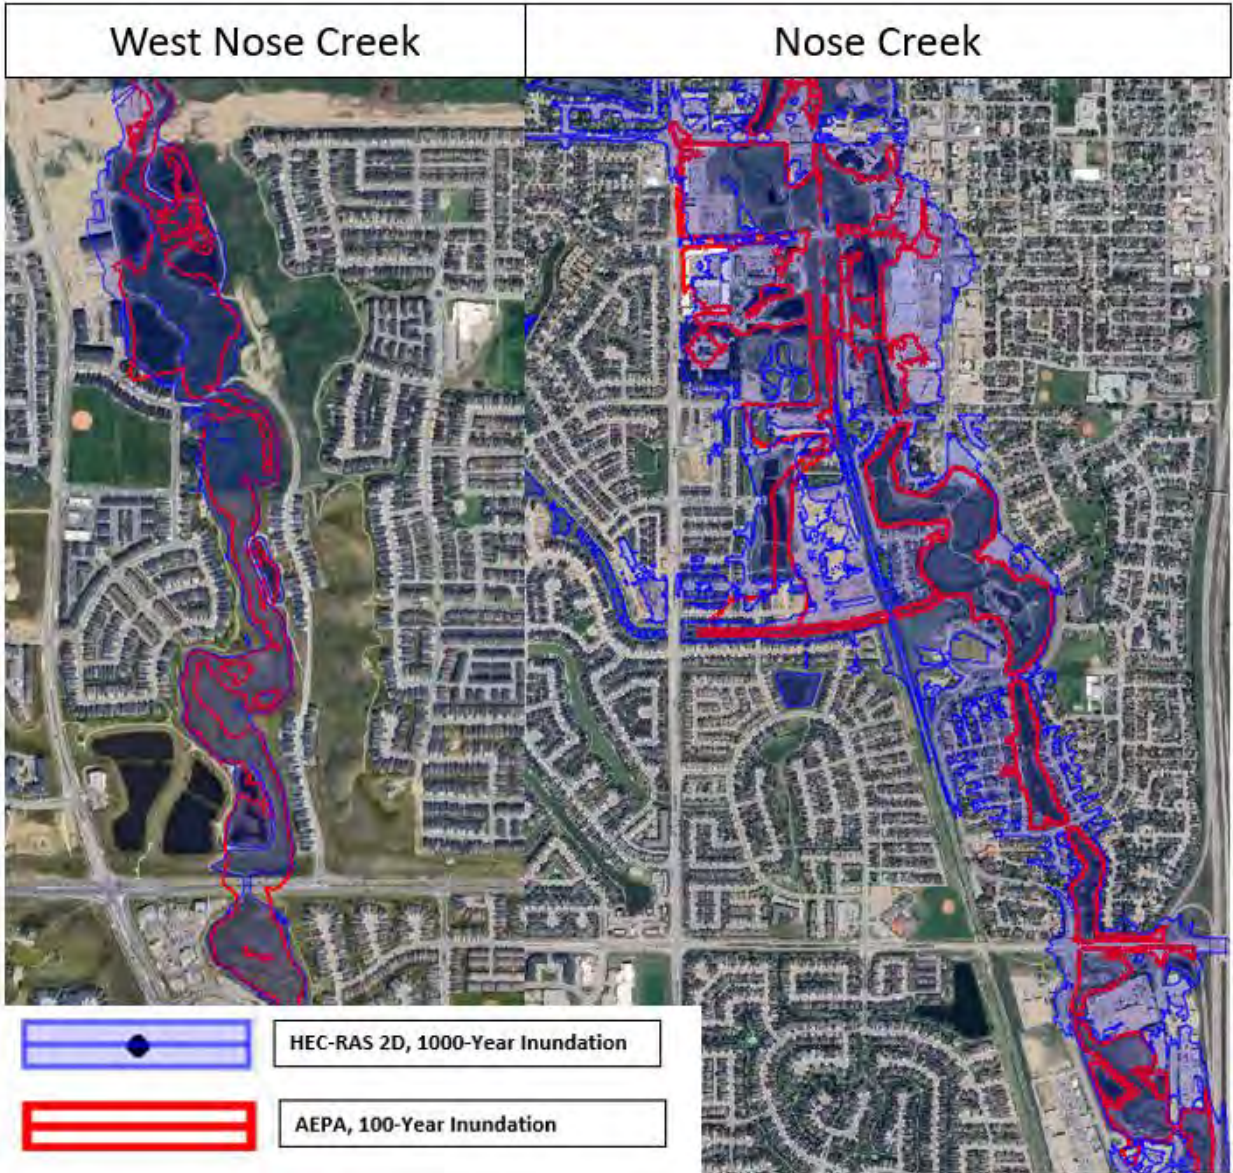 West Nose Creek
Nose Creek
HEC-RAS 2D, 1000-Year Inundation
AEPA, 100-Year Inundation